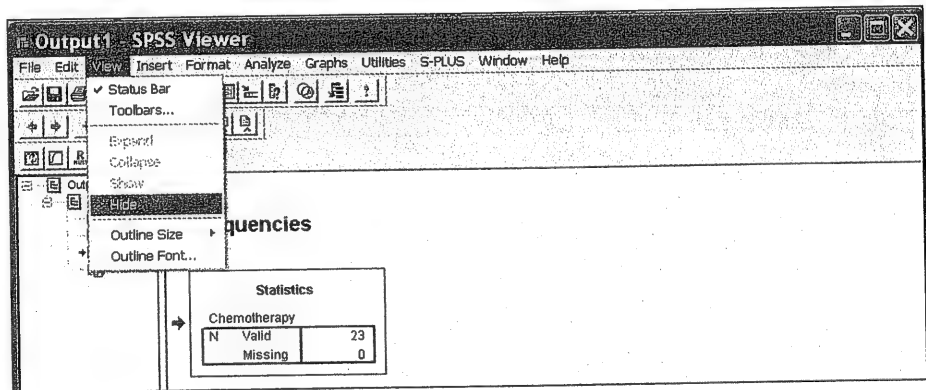 Output1 - SPSS Viewer
File Edit View Insert Format Analyze Graphs Utilities S-PLUS Window Help
Status Bar
Toolbars...
Expand
Collapse
Show
Hide
Outline Size
Outline Font...
Outp
quencies
Statistics
Chemotherapy
N Valid 23
Missing 0